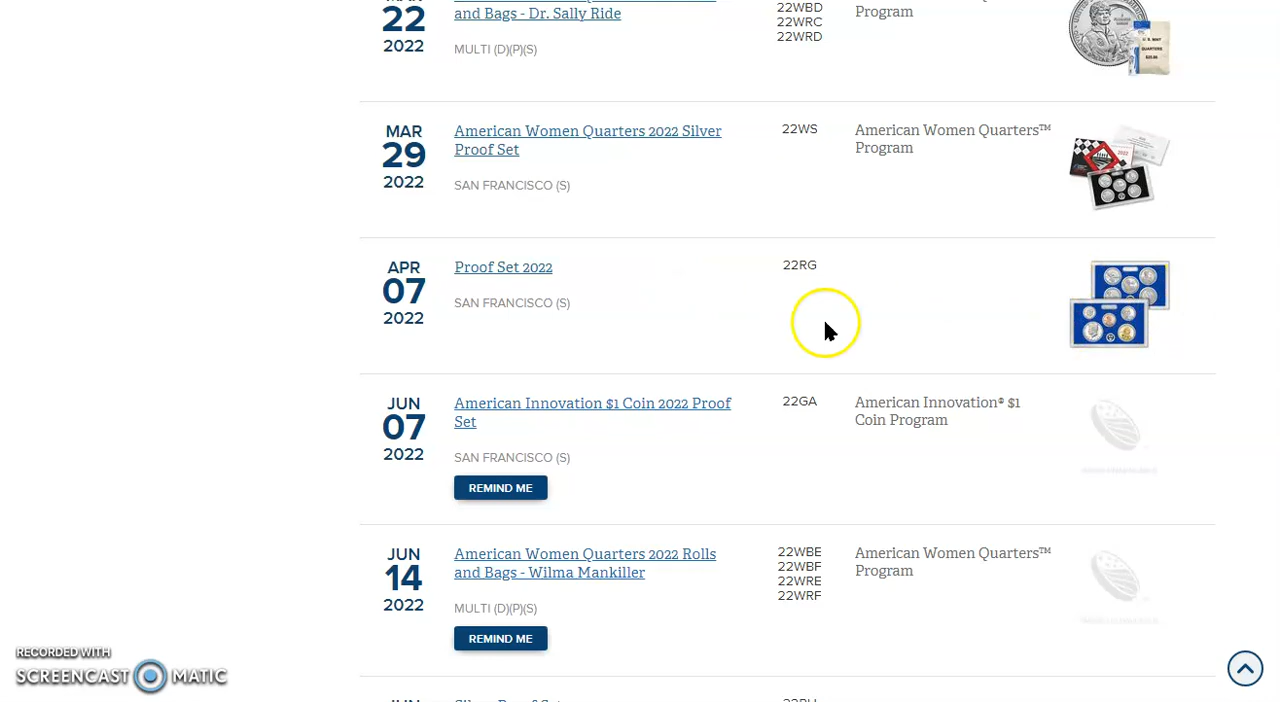 22
2022
and Bags - Dr. Sally Ride
MULTI (D)(P)(S)
22WBD
22WRC
22WRD
Program
U.S. MINT
QUARTERS
MAR
29
2022
American Women Quarters 2022 Silver
Proof Set
SAN FRANCISCO (S)
22WS
American Women Quarters™
Program
APR
07
2022
Proof Set 2022
SAN FRANCISCO (S)
22RG
JUN
07
2022
American Innovation $1 Coin 2022 Proof
Set
SAN FRANCISCO (S)
REMIND ME
22GA
American Innovation® $1
Coin Program
JUN
14
2022
American Women Quarters 2022 Rolls
and Bags - Wilma Mankiller
MULTI (D)(P)(S)
REMIND ME
22WBE
22WBF
22WRE
22WRF
American Women Quarters™
Program
RECORDED WITH
SCREENCAST MATIC